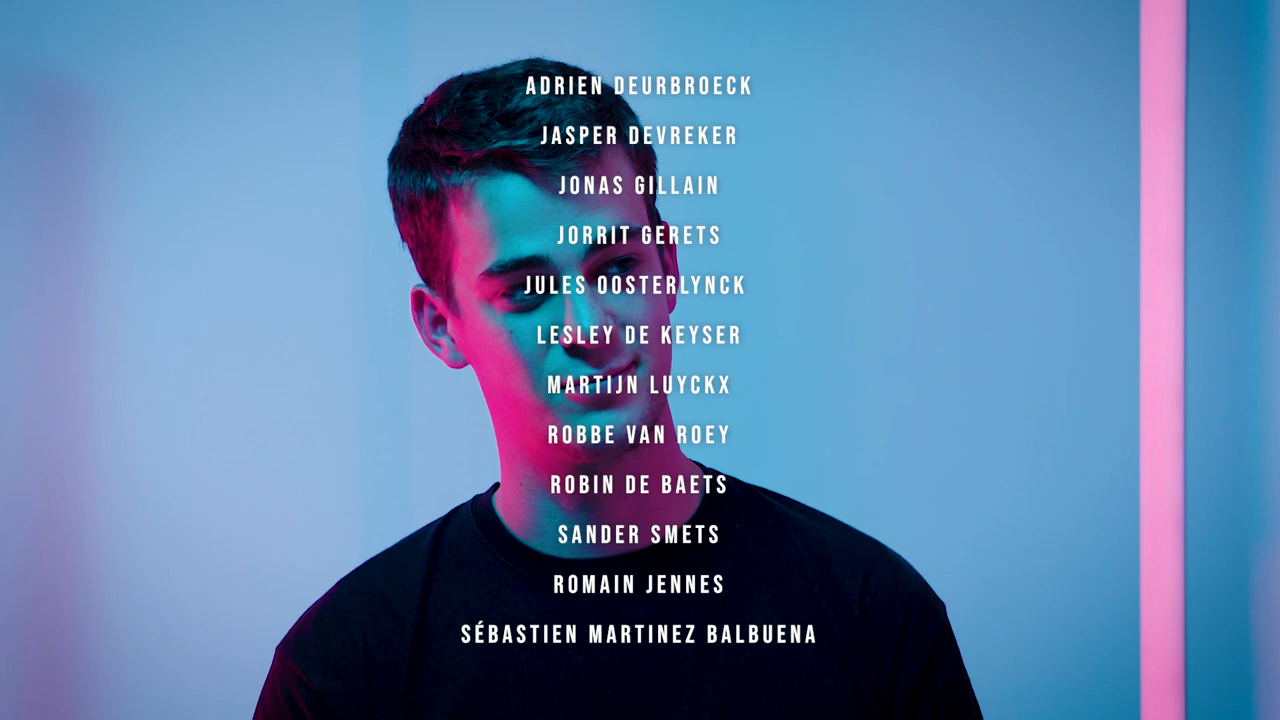 ADRIEN DEURBROECK
JASPER DEVREKER
JONAS GILLAIN
JORRIT GERETS
JULES OOSTERLYNCK
LESLEY DE KEYSER
MARTIJN LUYCKX
ROBBE VAN ROEY
ROBIN DE BAETS
SANDER SMETS
ROMAIN JENNES
SÉBASTIEN MARTINEZ BALBUENA